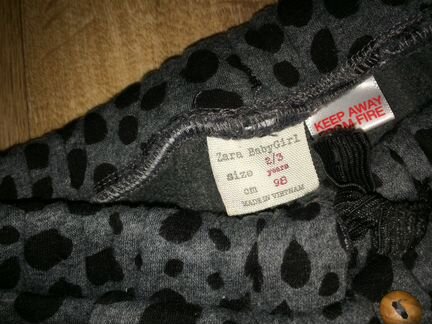 Zara BabyGirl
size 2/3
years
cm 98
MADE IN VIETNAM
KEEP AWAY
FROM FIRE